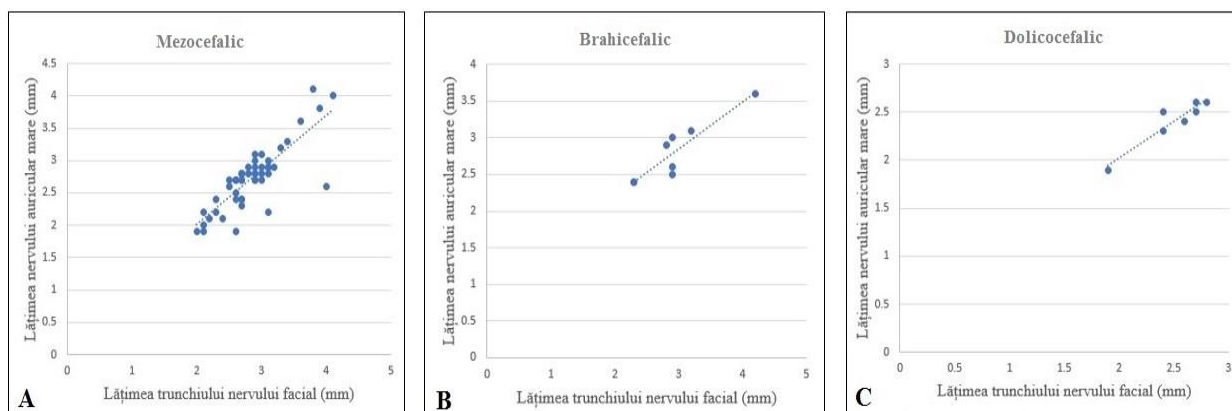 Mezocefalic
Lățimea nervului auricular mare (mm)
4.5
4
3.5
3
2.5
2
1.5
1
0.5
0
0 1 2 3 4 5
Lățimea trunchiului nervului facial (mm)
A
Brahicefalic
Lățimea nervului auricular mare (mm)
4
3.5
3
2.5
2
1.5
1
0.5
0
0 1 2 3 4 5
Lățimea trunchiului nervului facial (mm)
B
Dolicocefalic
Lățimea nervului auricular mare (mm)
3
2.5
2
1.5
1
0.5
0
0 0.5 1 1.5 2 2.5 3
Lățimea trunchiului nervului facial (mm)
C